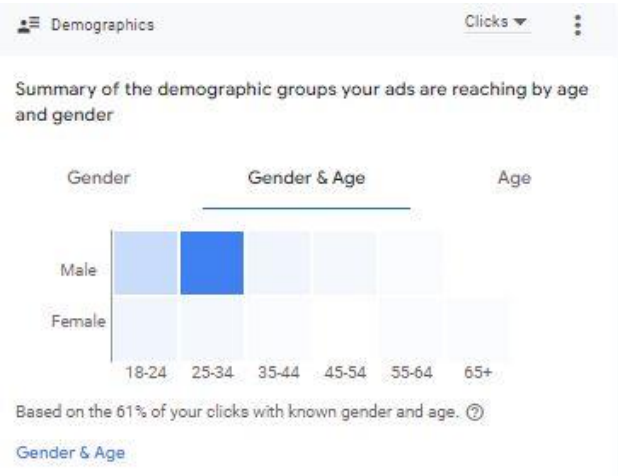 Demographics Clicks
Summary of the demographic groups your ads are reaching by age
and gender
Gender Gender & Age Age
Male
Female
18-24 25-34 35-44 45-54 55-64 65+
Based on the 61% of your clicks with known gender and age.
Gender & Age